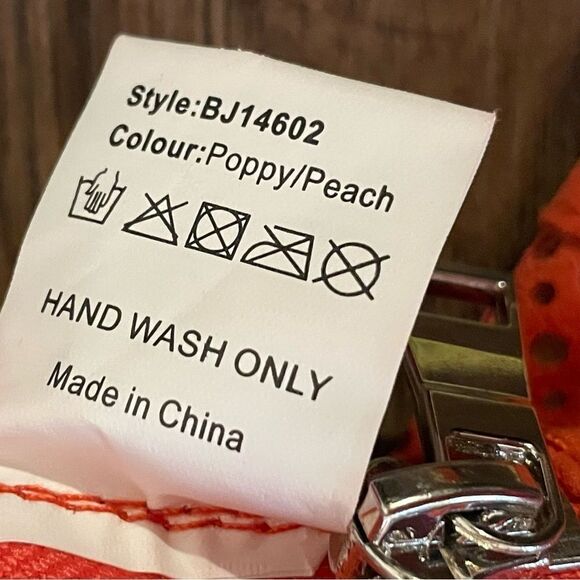 Style:BJ14602
Colour:Poppy/Peach
HAND WASH ONLY
Made in China